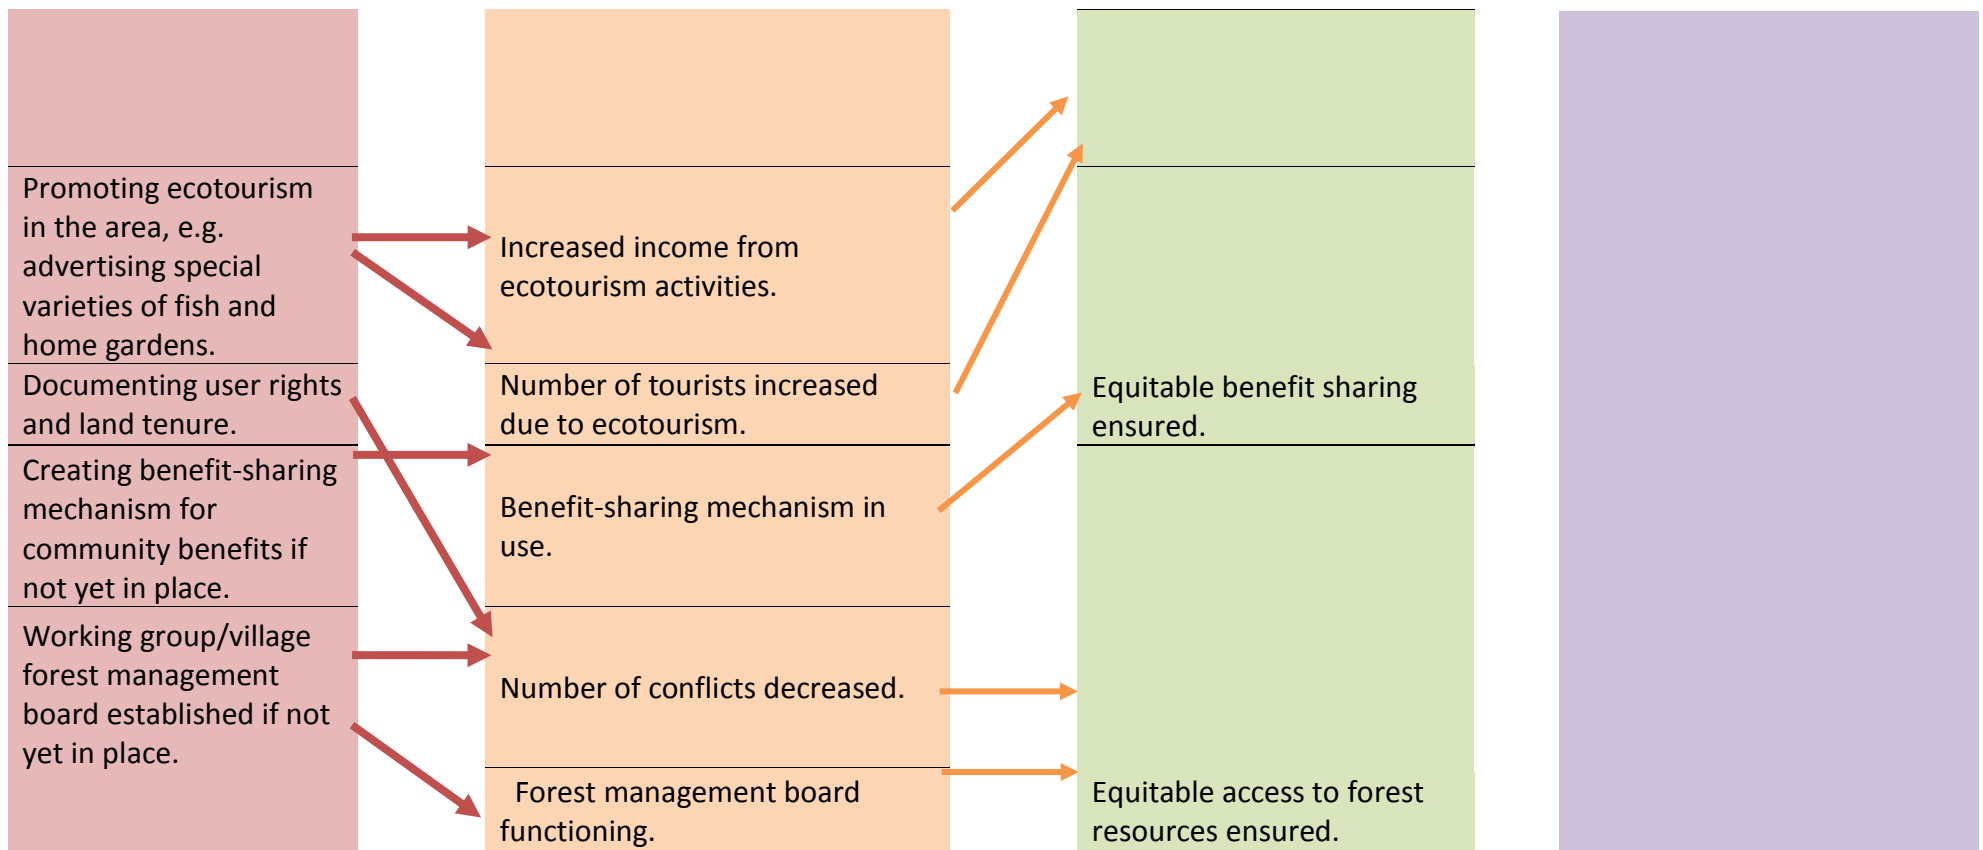 Promoting ecotourism
in the area, e.g.
advertising special
varieties of fish and
home gardens.
Documenting user rights
and land tenure.
Creating benefit-sharing
mechanism for
community benefits if
not yet in place.
Working group/village
forest management
board established if not
yet in place.
Increased income from
ecotourism activities.
Number of tourists increased
due to ecotourism.
Benefit-sharing mechanism in
use.
Number of conflicts decreased.
Forest management board
functioning.
Equitable benefit sharing
ensured.
Equitable access to forest
resources ensured.